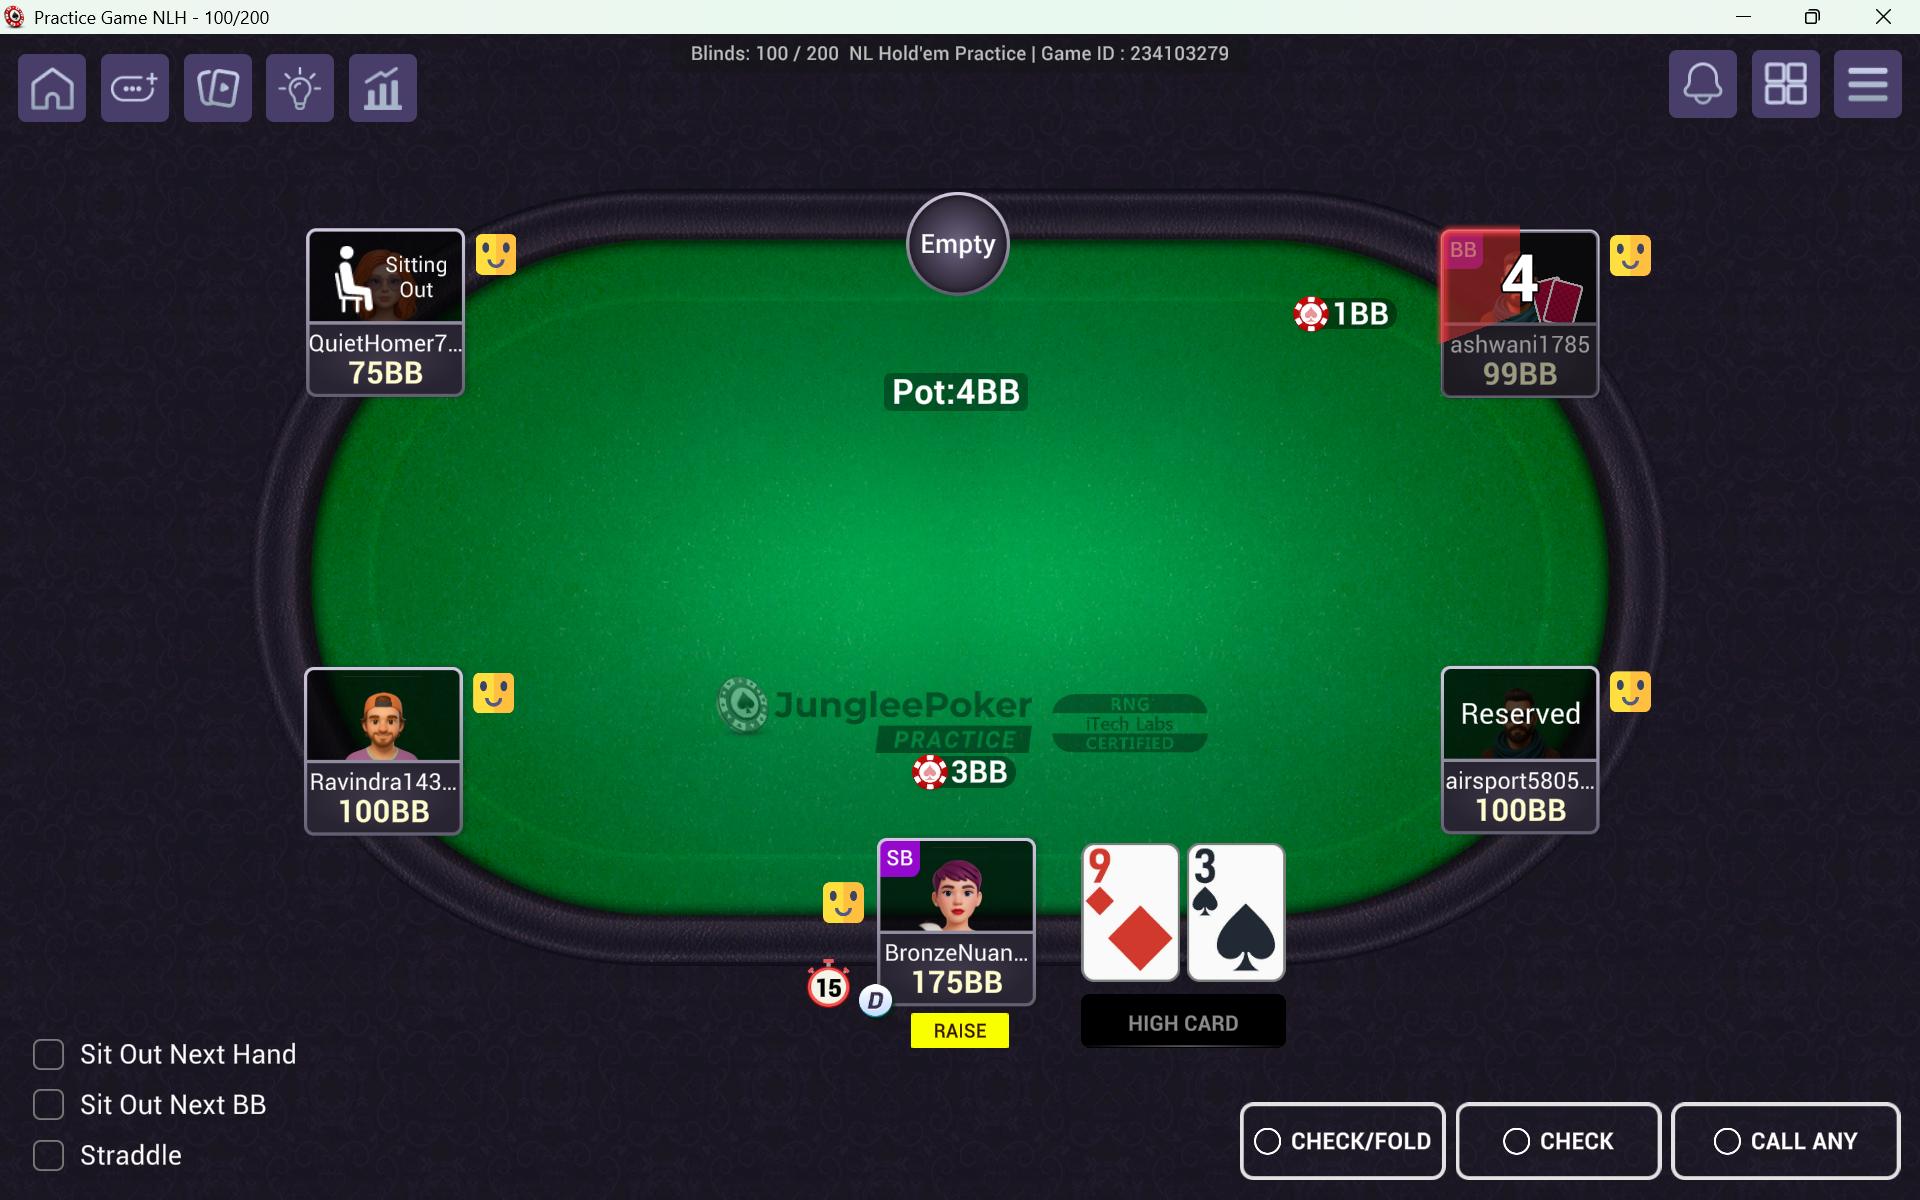 Practice Game NLH - 100/200
Blinds: 100 / 200 NL Hold'em Practice | Game ID : 234103279
Empty
Sitting
Out
QuietHomer7...
75BB
BB
4
ashwani1785
99BB
1BB
Pot:4BB
Ravindra143...
100BB
JungleePoker
PRACTICE
RNG
iTech Labs
CERTIFIED
Reserved
airsport5805...
100BB
3BB
SB
BronzeNuan...
175BB
15
D
RAISE
9
3
HIGH CARD
Sit Out Next Hand
Sit Out Next BB
Straddle
CHECK/FOLD
CHECK
CALL ANY